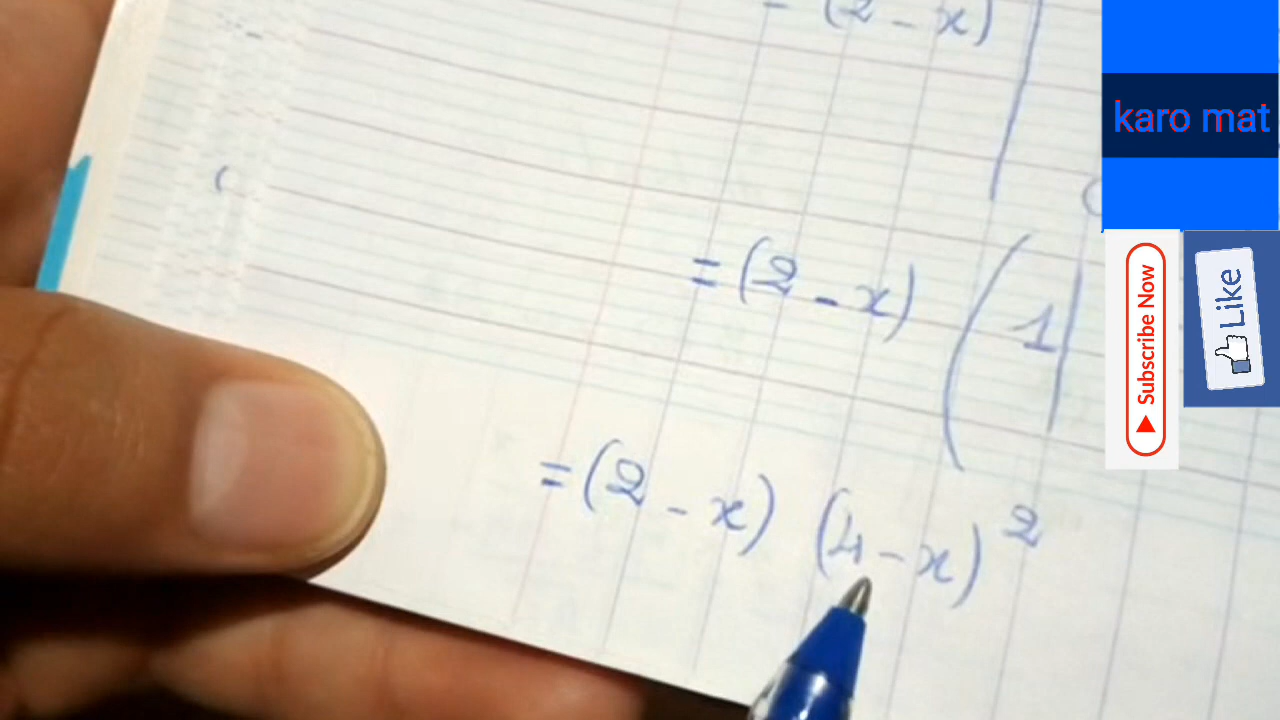 - (2 - x)
= (2 - x) ( 1 |
= (2 - x) (4 - x)²
karo mat
Subscribe Now
Like